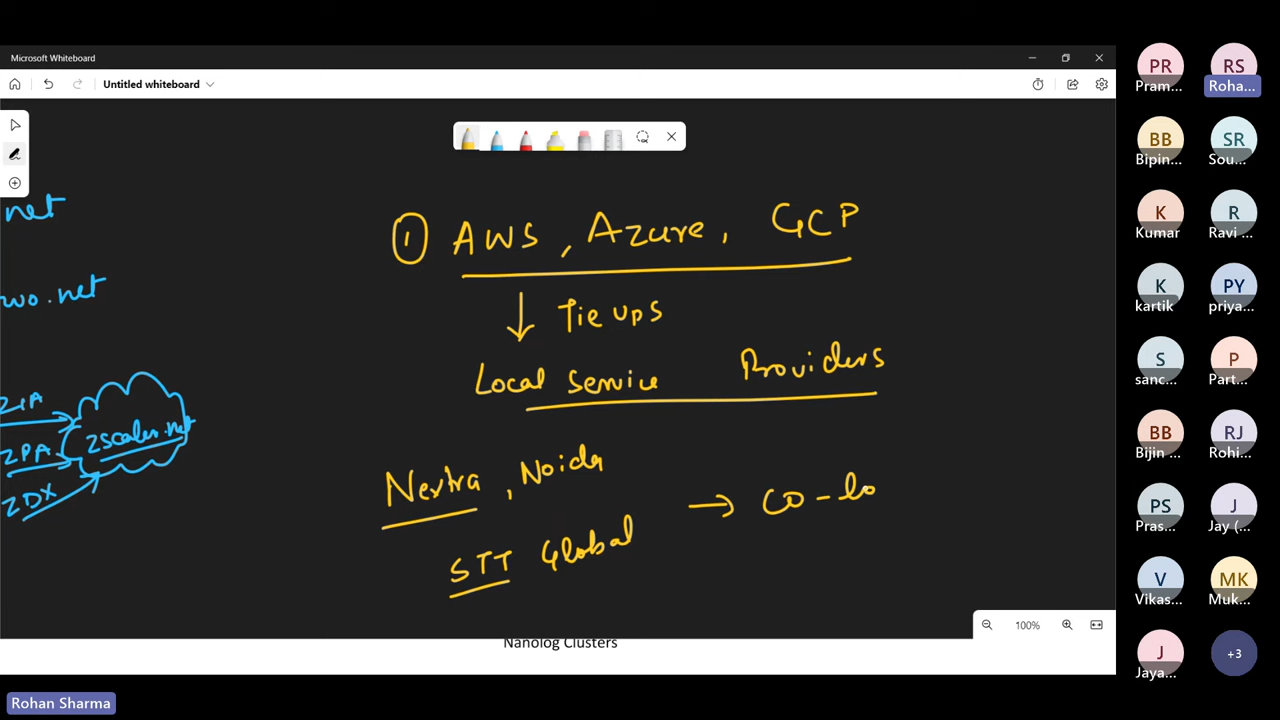 Microsoft Whiteboard
Untitled whiteboard
net
wo.net
ZIA
ZPA
ZDX
zscaler.net
① AWS, Azure, GCP
↓ Tie ups
Local Service Providers
Nextra, Noida
STT Global
→ co-lo
100%
Nanolog Clusters
Rohan Sharma
PR
Pram...
RS
Roha...
BB
Bipin...
SR
Sou...
K
Kumar
R
Ravi ...
K
kartik
PY
priya...
S
sanc...
P
Part...
BB
Bijin ...
RJ
Rohi...
PS
Pras...
J
Jay (...
V
Vikas...
MK
Muk...
J
Jaya...
+3